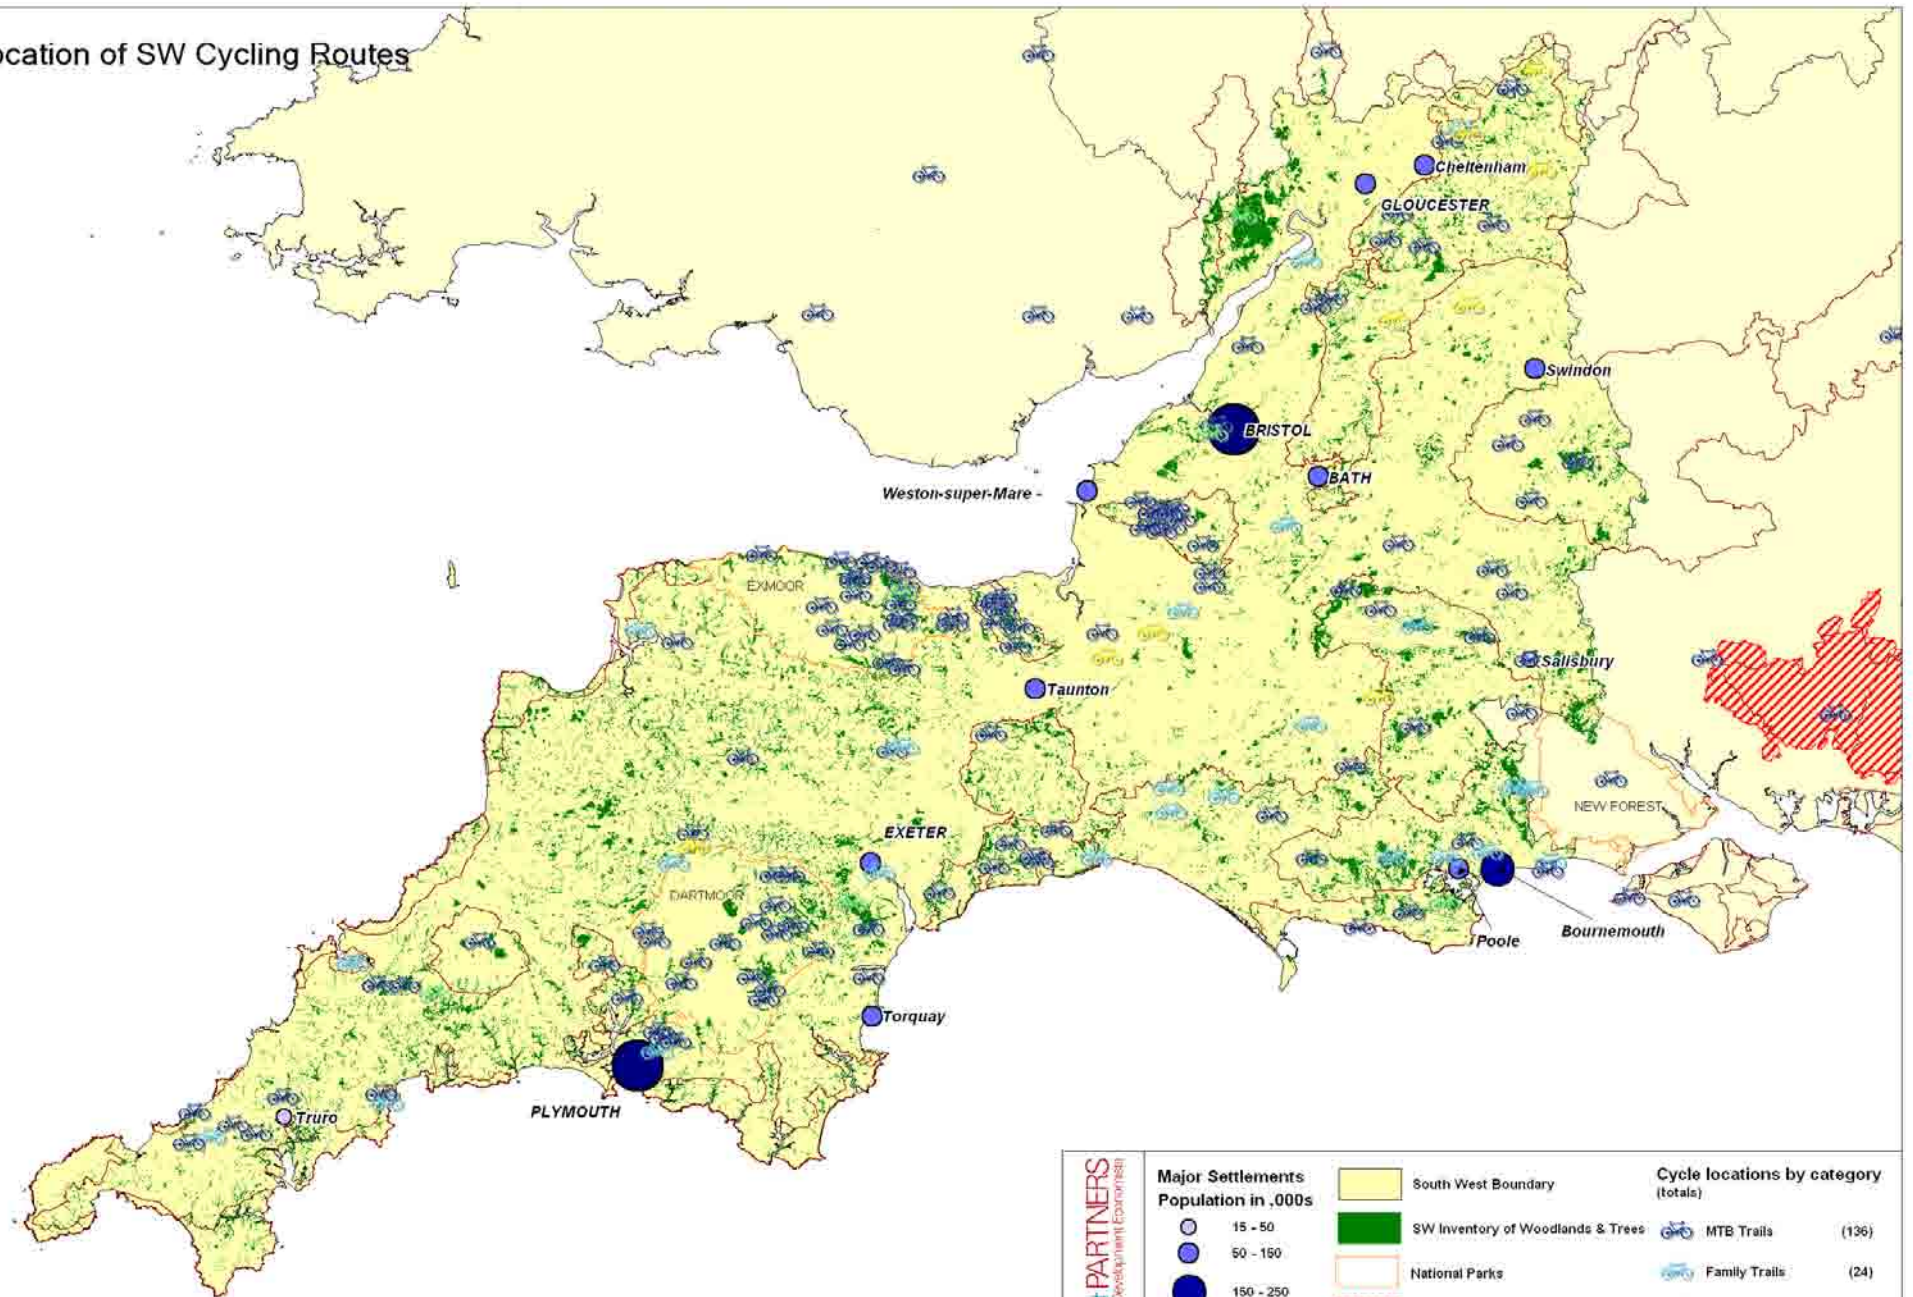 ocation of SW Cycling Routes
Cheltenham
GLOUCESTER
Swindon
BRISTOL
BATH
Weston-super-Mare -
EXMOOR
Salisbury
Taunton
NEW FOREST
EXETER
DARTMOOR
Poole
Bournemouth
Torquay
PLYMOUTH
Truro
PARTNERS
Development Economists
Major Settlements
Population in ,000s
15 - 50
50 - 150
150 - 250
South West Boundary
SW Inventory of Woodlands & Trees
National Parks
Cycle locations by category
(totals)
MTB Trails (136)
Family Trails (24)